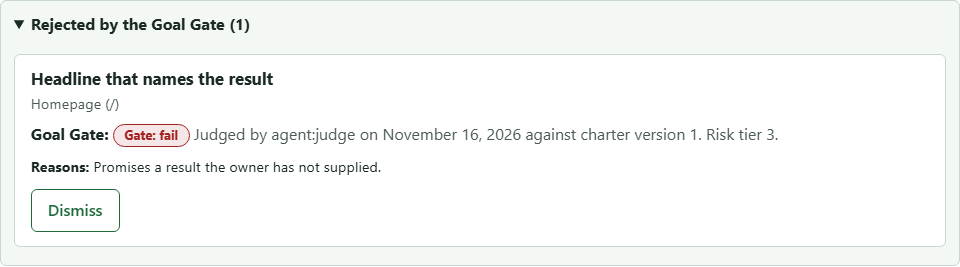 ▼ Rejected by the Goal Gate (1)
Headline that names the result
Homepage (/)
Goal Gate: Gate: fail Judged by agent:judge on November 16, 2026 against charter version 1. Risk tier 3.
Reasons: Promises a result the owner has not supplied.
Dismiss